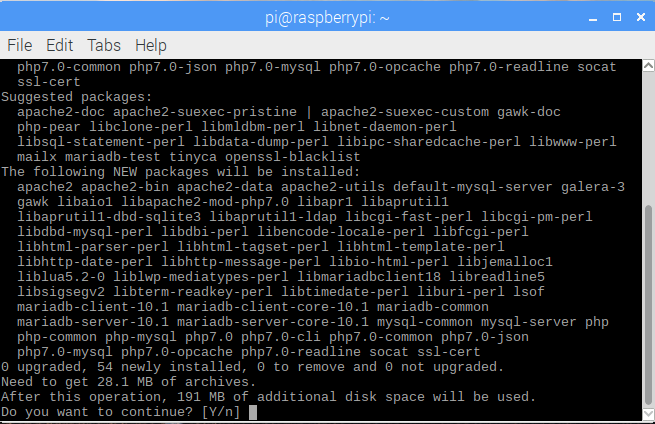 pi@raspberrypi: ~
File Edit Tabs Help
php7.0-common php7.0-json php7.0-mysql php7.0-opcache php7.0-readline socat
ssl-cert
Suggested packages:
apache2-doc apache2-suexec-pristine | apache2-suexec-custom gawk-doc
php-pear libclone-perl libmldbm-perl libnet-daemon-perl
libsql-statement-perl libdata-dump-perl libipc-sharedcache-perl libwww-perl
mailx mariadb-test tinyca openssl-blacklist
The following NEW packages will be installed:
apache2 apache2-bin apache2-data apache2-utils default-mysql-server galera-3
gawk libaio1 libapache2-mod-php7.0 libapr1 libaprutil1
libaprutil1-dbd-sqlite3 libaprutil1-ldap libcgi-fast-perl libcgi-pm-perl
libdbd-mysql-perl libdbi-perl libencode-locale-perl libfcgi-perl
libhtml-parser-perl libhtml-tagset-perl libhtml-template-perl
libhttp-date-perl libhttp-message-perl libio-html-perl libjemalloc1
liblua5.2-0 liblwp-mediatypes-perl libmariadbclient18 libreadline5
libsigsegv2 libterm-readkey-perl libtimedate-perl liburi-perl lsof
mariadb-client-10.1 mariadb-client-core-10.1 mariadb-common
mariadb-server-10.1 mariadb-server-core-10.1 mysql-common mysql-server php
php-common php-mysql php7.0 php7.0-cli php7.0-common php7.0-json
php7.0-mysql php7.0-opcache php7.0-readline socat ssl-cert
0 upgraded, 54 newly installed, 0 to remove and 0 not upgraded.
Need to get 28.1 MB of archives.
After this operation, 191 MB of additional disk space will be used.
Do you want to continue? [Y/n]